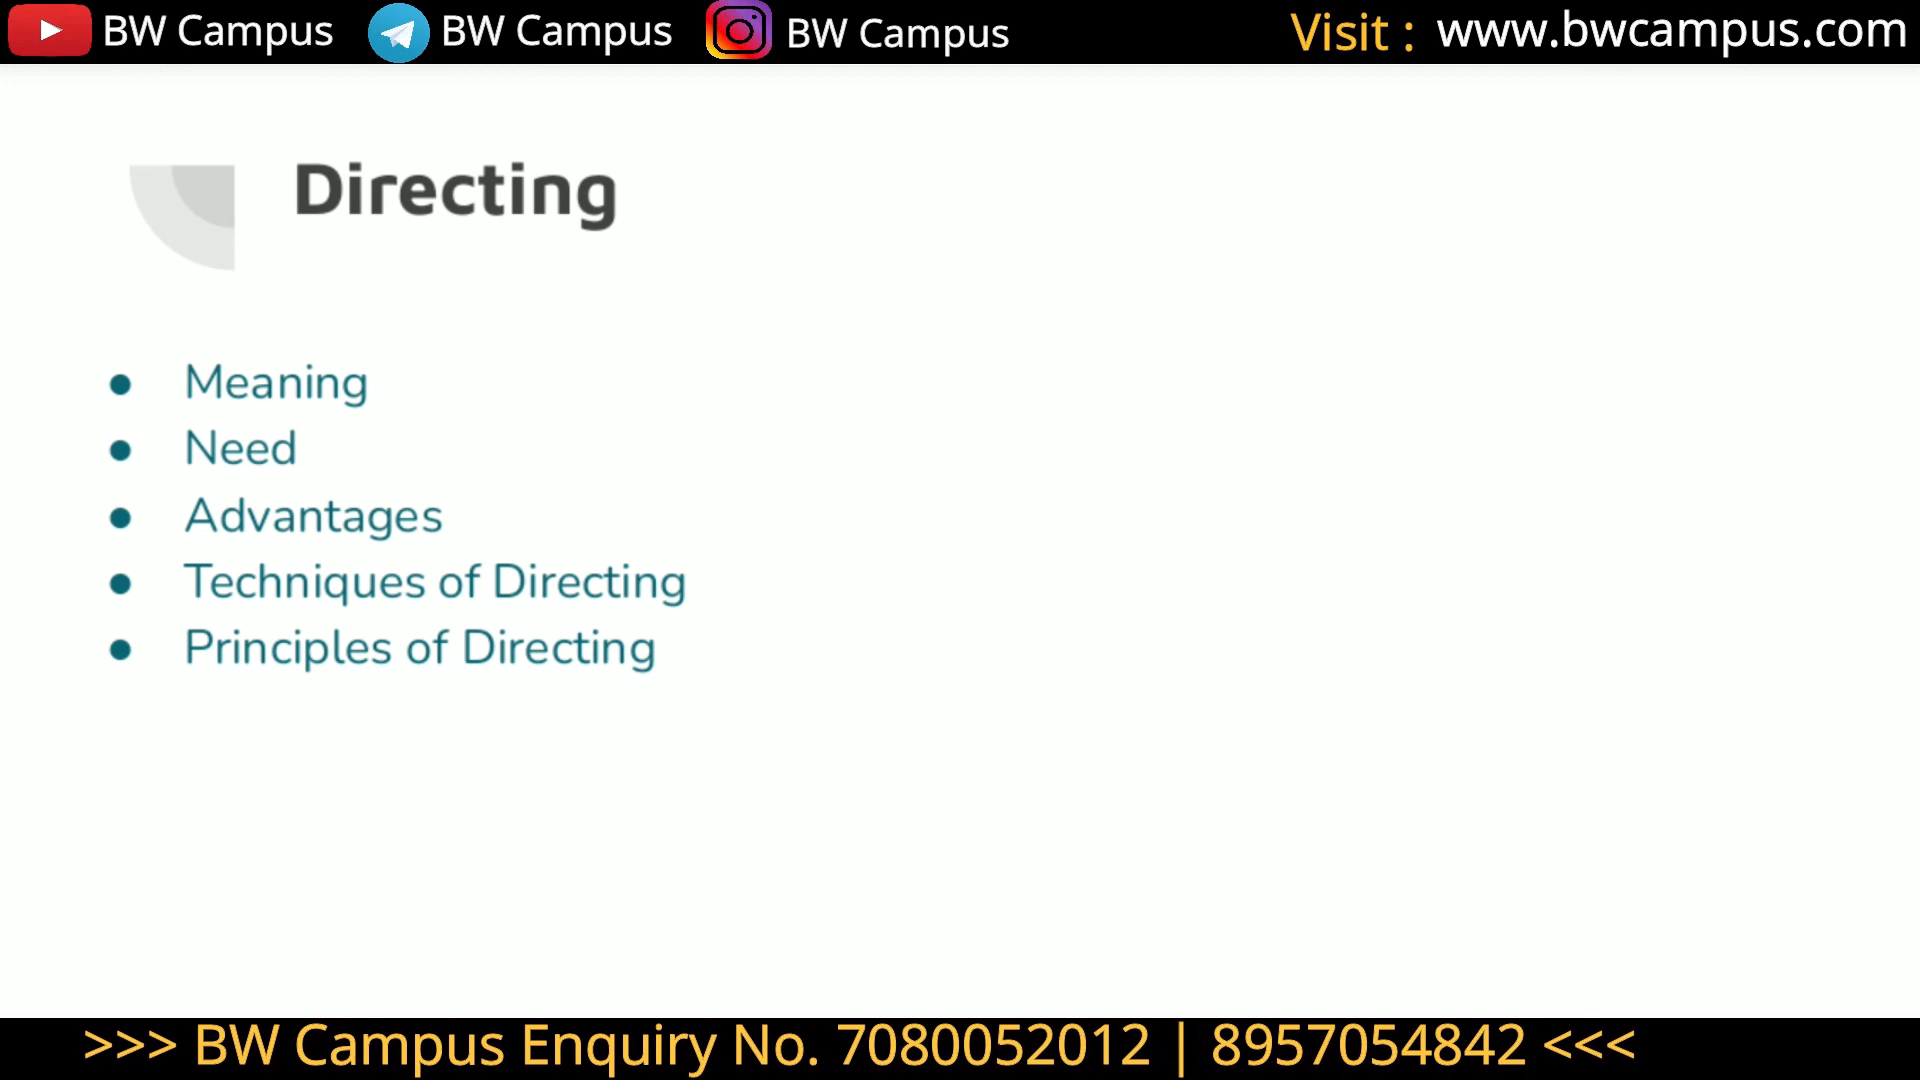 BW Campus BW Campus BW Campus Visit : www.bwcampus.com
Directing
● Meaning
● Need
● Advantages
● Techniques of Directing
● Principles of Directing
>>> BW Campus Enquiry No. 7080052012 | 8957054842 <<<